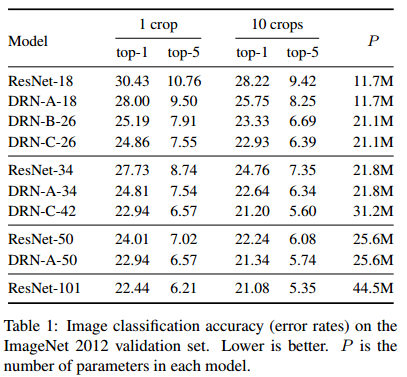 Model 1 crop 10 crops P
top-1 top-5 top-1 top-5
ResNet-18 30.43 10.76 28.22 9.42 11.7M
DRN-A-18 28.00 9.50 25.75 8.25 11.7M
DRN-B-26 25.19 7.91 23.33 6.69 21.1M
DRN-C-26 24.86 7.55 22.93 6.39 21.1M
ResNet-34 27.73 8.74 24.76 7.35 21.8M
DRN-A-34 24.81 7.54 22.64 6.34 21.8M
DRN-C-42 22.94 6.57 21.20 5.60 31.2M
ResNet-50 24.01 7.02 22.24 6.08 25.6M
DRN-A-50 22.94 6.57 21.34 5.74 25.6M
ResNet-101 22.44 6.21 21.08 5.35 44.5M
Table 1: Image classification accuracy (error rates) on the
ImageNet 2012 validation set. Lower is better. P is the
number of parameters in each model.